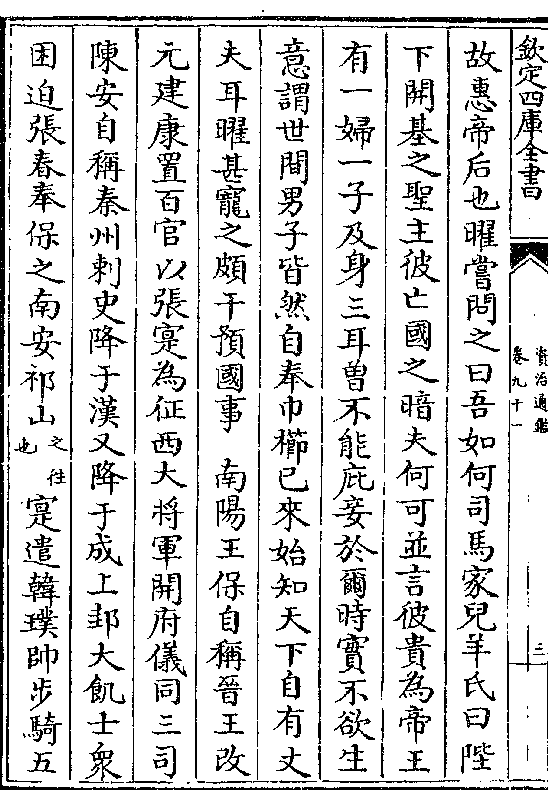 欽定四庫全書
資治通鑑
卷九十一
三
故惠帝后也曜嘗問之曰吾如何司馬家兒羊氏曰陛
下開基之聖主彼亡國之暗夫何可並言彼貴為帝王
有一婦一子及身三耳曽不能庇妾於爾時實不欲生
意謂世間男子皆然自奉巾櫛已來始知天下自有丈
夫耳曜甚寵之頗干預國事　南陽王保自稱晉王改
元建康置百官以張寔為征西大將軍開府儀同三司
陳安自稱秦州刺史降于漢又降于成上邽大飢士衆
困迫張春奉保之南安祁山之往也寔遣韓璞帥步騎五